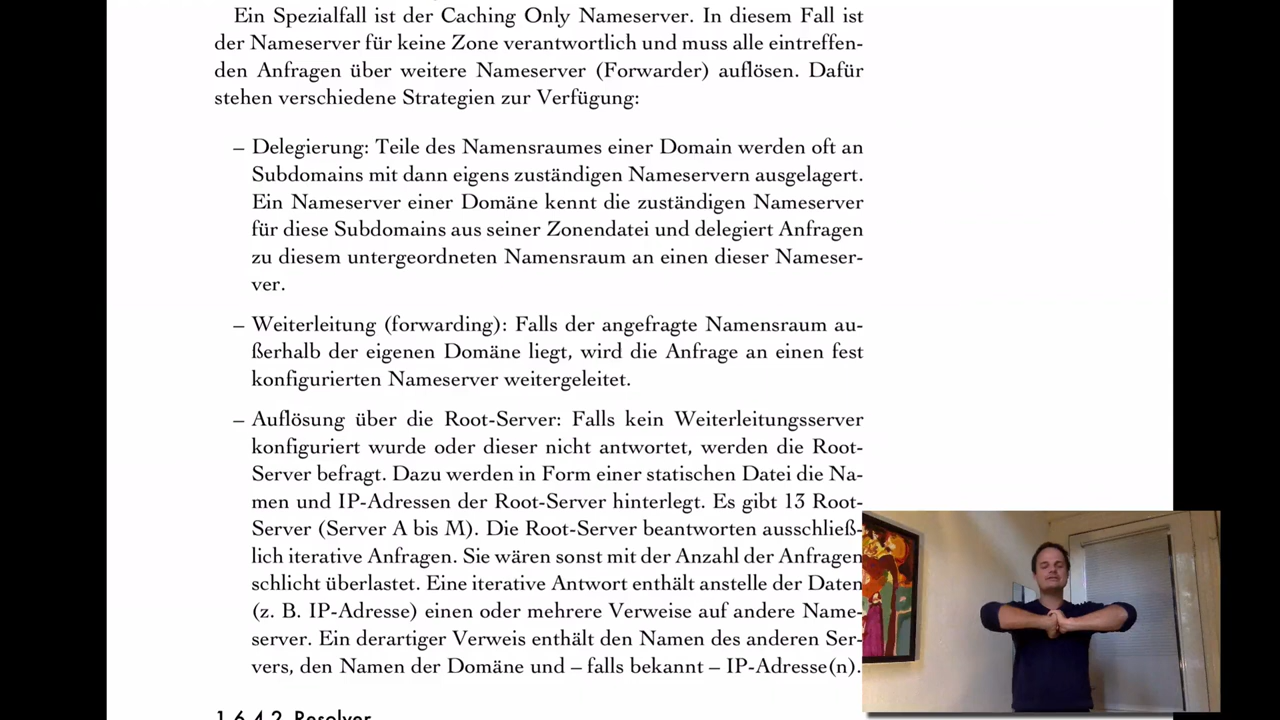 Ein Spezialfall ist der Caching Only Nameserver. In diesem Fall ist
der Nameserver für keine Zone verantwortlich und muss alle eintreffen-
den Anfragen über weitere Nameserver (Forwarder) auflösen. Dafür
stehen verschiedene Strategien zur Verfügung:
– Delegierung: Teile des Namensraumes einer Domain werden oft an
Subdomains mit dann eigens zuständigen Nameservern ausgelagert.
Ein Nameserver einer Domäne kennt die zuständigen Nameserver
für diese Subdomains aus seiner Zonendatei und delegiert Anfragen
zu diesem untergeordneten Namensraum an einen dieser Nameser-
ver.
– Weiterleitung (forwarding): Falls der angefragte Namensraum au-
ßerhalb der eigenen Domäne liegt, wird die Anfrage an einen fest
konfigurierten Nameserver weitergeleitet.
– Auflösung über die Root-Server: Falls kein Weiterleitungsserver
konfiguriert wurde oder dieser nicht antwortet, werden die Root-
Server befragt. Dazu werden in Form einer statischen Datei die Na-
men und IP-Adressen der Root-Server hinterlegt. Es gibt 13 Root-
Server (Server A bis M). Die Root-Server beantworten ausschließ-
lich iterative Anfragen. Sie wären sonst mit der Anzahl der Anfragen
schlicht überlastet. Eine iterative Antwort enthält anstelle der Daten
(z. B. IP-Adresse) einen oder mehrere Verweise auf andere Name-
server. Ein derartiger Verweis enthält den Namen des anderen Ser-
vers, den Namen der Domäne und – falls bekannt – IP-Adresse(n).
1.6.4.2 Resolver